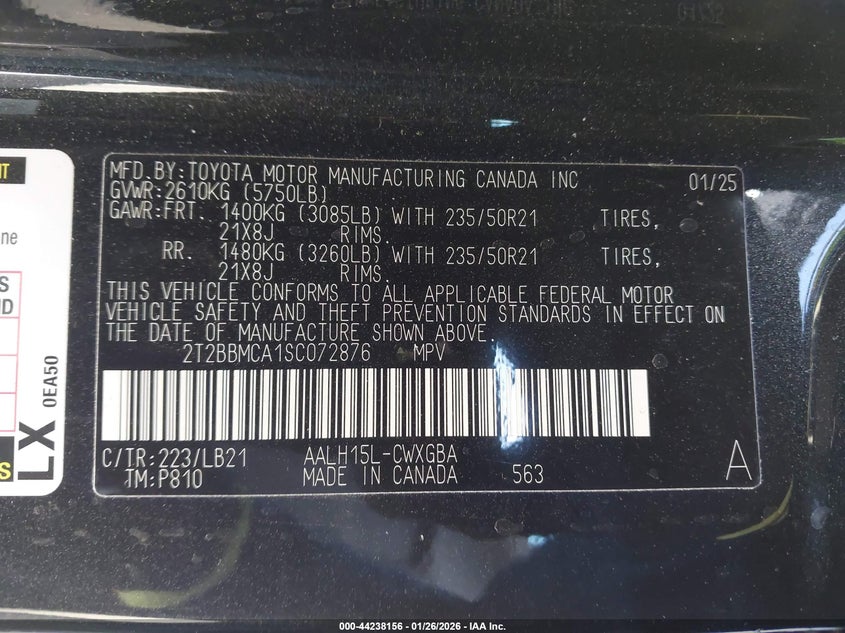 MFD.BY:TOYOTA MOTOR MANUFACTURING CANADA INC 01/25
GVWR:2610KG (5750LB)
GAWR:FRT. 1400KG (3085LB) WITH 235/50R21 TIRES,
21X8J RIMS.
RR. 1480KG (3260LB) WITH 235/50R21 TIRES,
21X8J RIMS.
THIS VEHICLE CONFORMS TO ALL APPLICABLE FEDERAL MOTOR
VEHICLE SAFETY AND THEFT PREVENTION STANDARDS IN EFFECT ON
THE DATE OF MANUFACTURE SHOWN ABOVE.
2T2BBMCA1SC072876 MPV
C/TR:223/LB21 AALH15L-CWXGBA
TM:P810 MADE IN CANADA 563
A
LX
0EA50
000-44238156 - 01/26/2026 - IAA Inc.